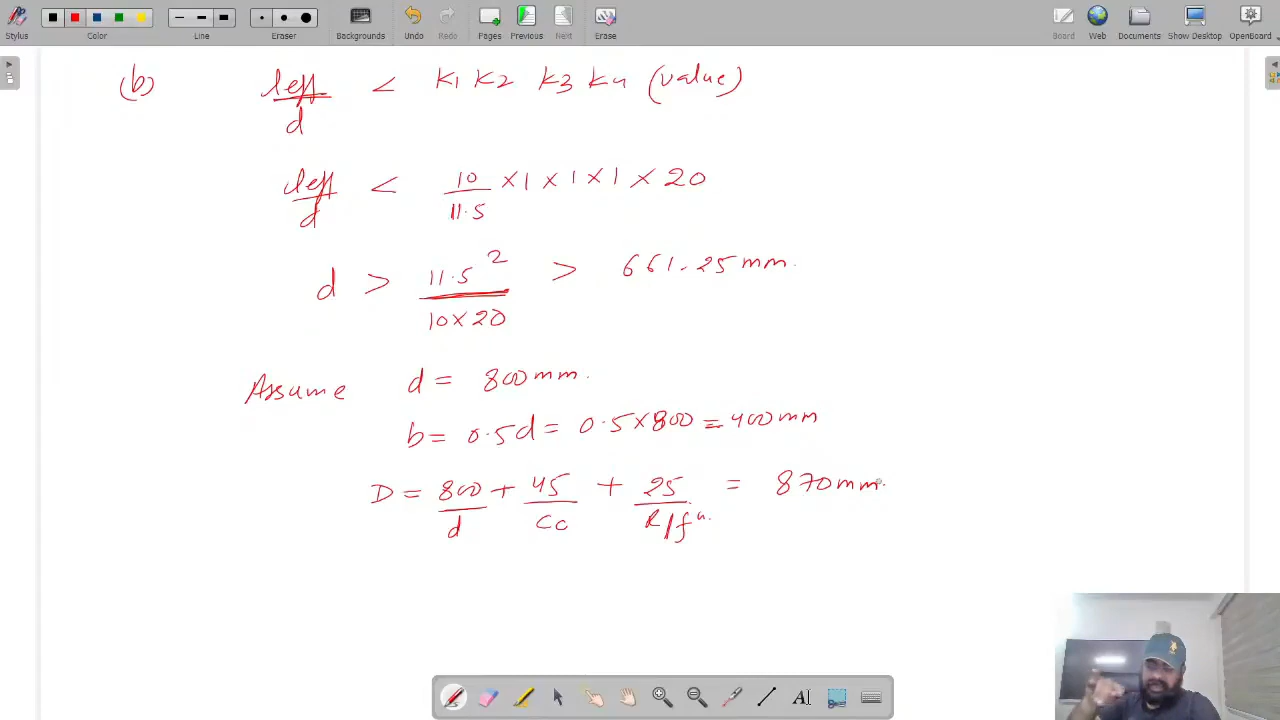 Stylus Color Line Eraser Backgrounds Undo Pages Previous Next Erase Board Web Documents Show Desktop OpenBoard
(b) leff/d < K1 K2 K3 K4 (value)
leff/d < 10/11.5 × 1 × 1 × 1 × 20
d > 11.5²/10×20 > 661.25 mm.
Assume d = 800 mm.
b = 0.5d = 0.5×800 = 400 mm
D = 800/d + 45/CC + 25/ = 870 mm.